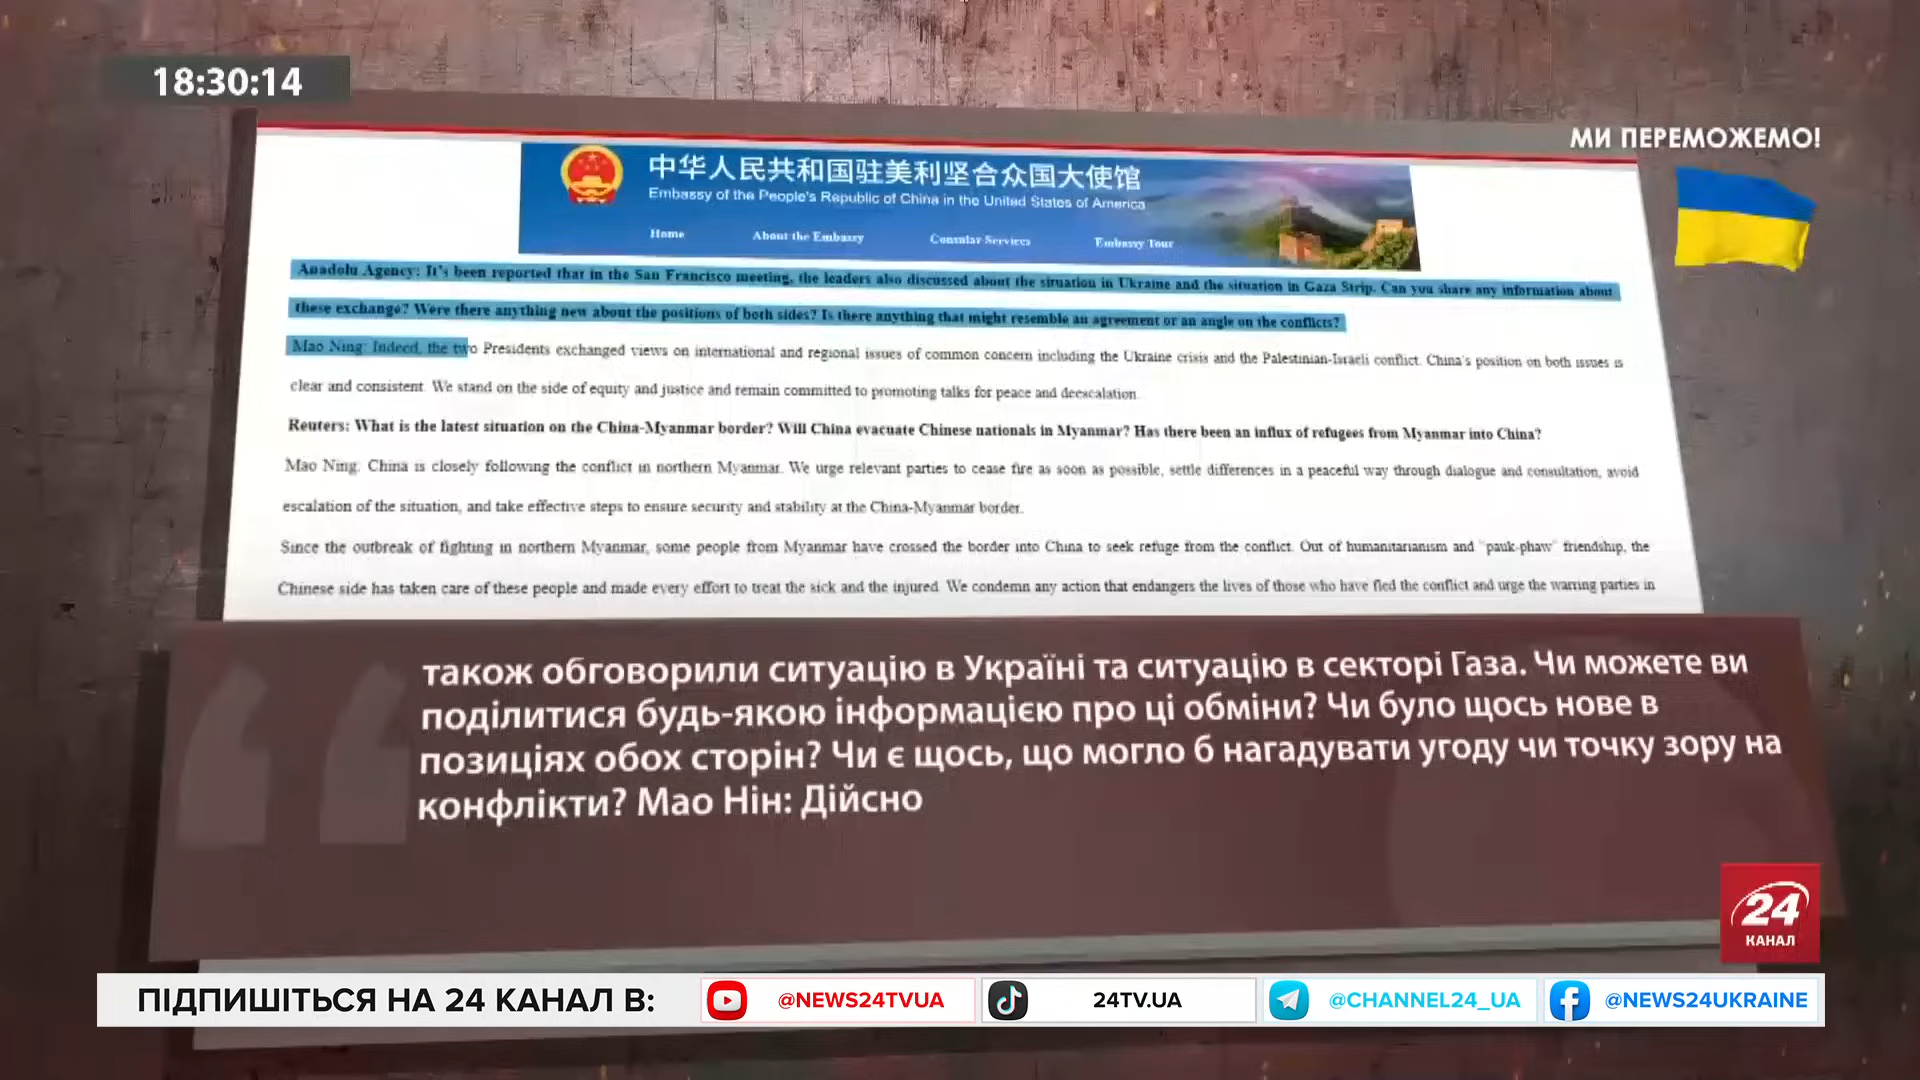 18:30:14
МИ ПЕРЕМОЖЕМО!
中华人民共和国驻美利坚合众国大使馆
Embassy of the People's Republic of China in the United States of America
Home About the Embassy Consular Services Embassy Tour
Anadolu Agency: It's been reported that in the San Francisco meeting, the leaders also discussed about the situation in Ukraine and the situation in Gaza Strip. Can you share any information about
these exchange? Were there anything new about the positions of both sides? Is there anything that might resemble an agreement or an angle on the conflicts?
Mao Ning: Indeed, the two Presidents exchanged views on international and regional issues of common concern including the Ukraine crisis and the Palestinian-Israeli conflict. China's position on both issues is
clear and consistent. We stand on the side of equity and justice and remain committed to promoting talks for peace and deescalation.
Reuters: What is the latest situation on the China-Myanmar border? Will China evacuate Chinese nationals in Myanmar? Has there been an influx of refugees from Myanmar into China?
Mao Ning: China is closely following the conflict in northern Myanmar. We urge relevant parties to cease fire as soon as possible, settle differences in a peaceful way through dialogue and consultation, avoid
escalation of the situation, and take effective steps to ensure security and stability at the China-Myanmar border.
Since the outbreak of fighting in northern Myanmar, some people from Myanmar have crossed the border into China to seek refuge from the conflict. Out of humanitarianism and "pauk-phaw" friendship, the
Chinese side has taken care of these people and made every effort to treat the sick and the injured. We condemn any action that endangers the lives of those who have fled the conflict and urge the warring parties in
також обговорили ситуацію в Україні та ситуацію в секторі Газа. Чи можете ви
поділитися будь-якою інформацією про ці обміни? Чи було щось нове в
позиціях обох сторін? Чи є щось, що могло б нагадувати угоду чи точку зору на
конфлікти? Мао Нін: Дійсно
24
КАНАЛ
ПІДПИШІТЬСЯ НА 24 КАНАЛ В: @NEWS24TVUA 24TV.UA @CHANNEL24_UA @NEWS24UKRAINE